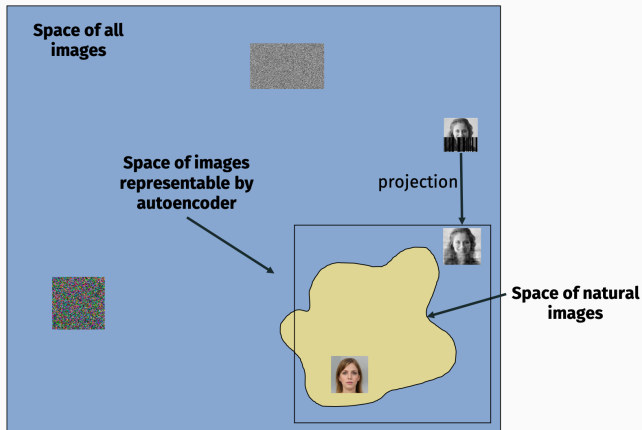 Space of all
images
Space of images
representable by
autoencoder
projection
Space of natural
images